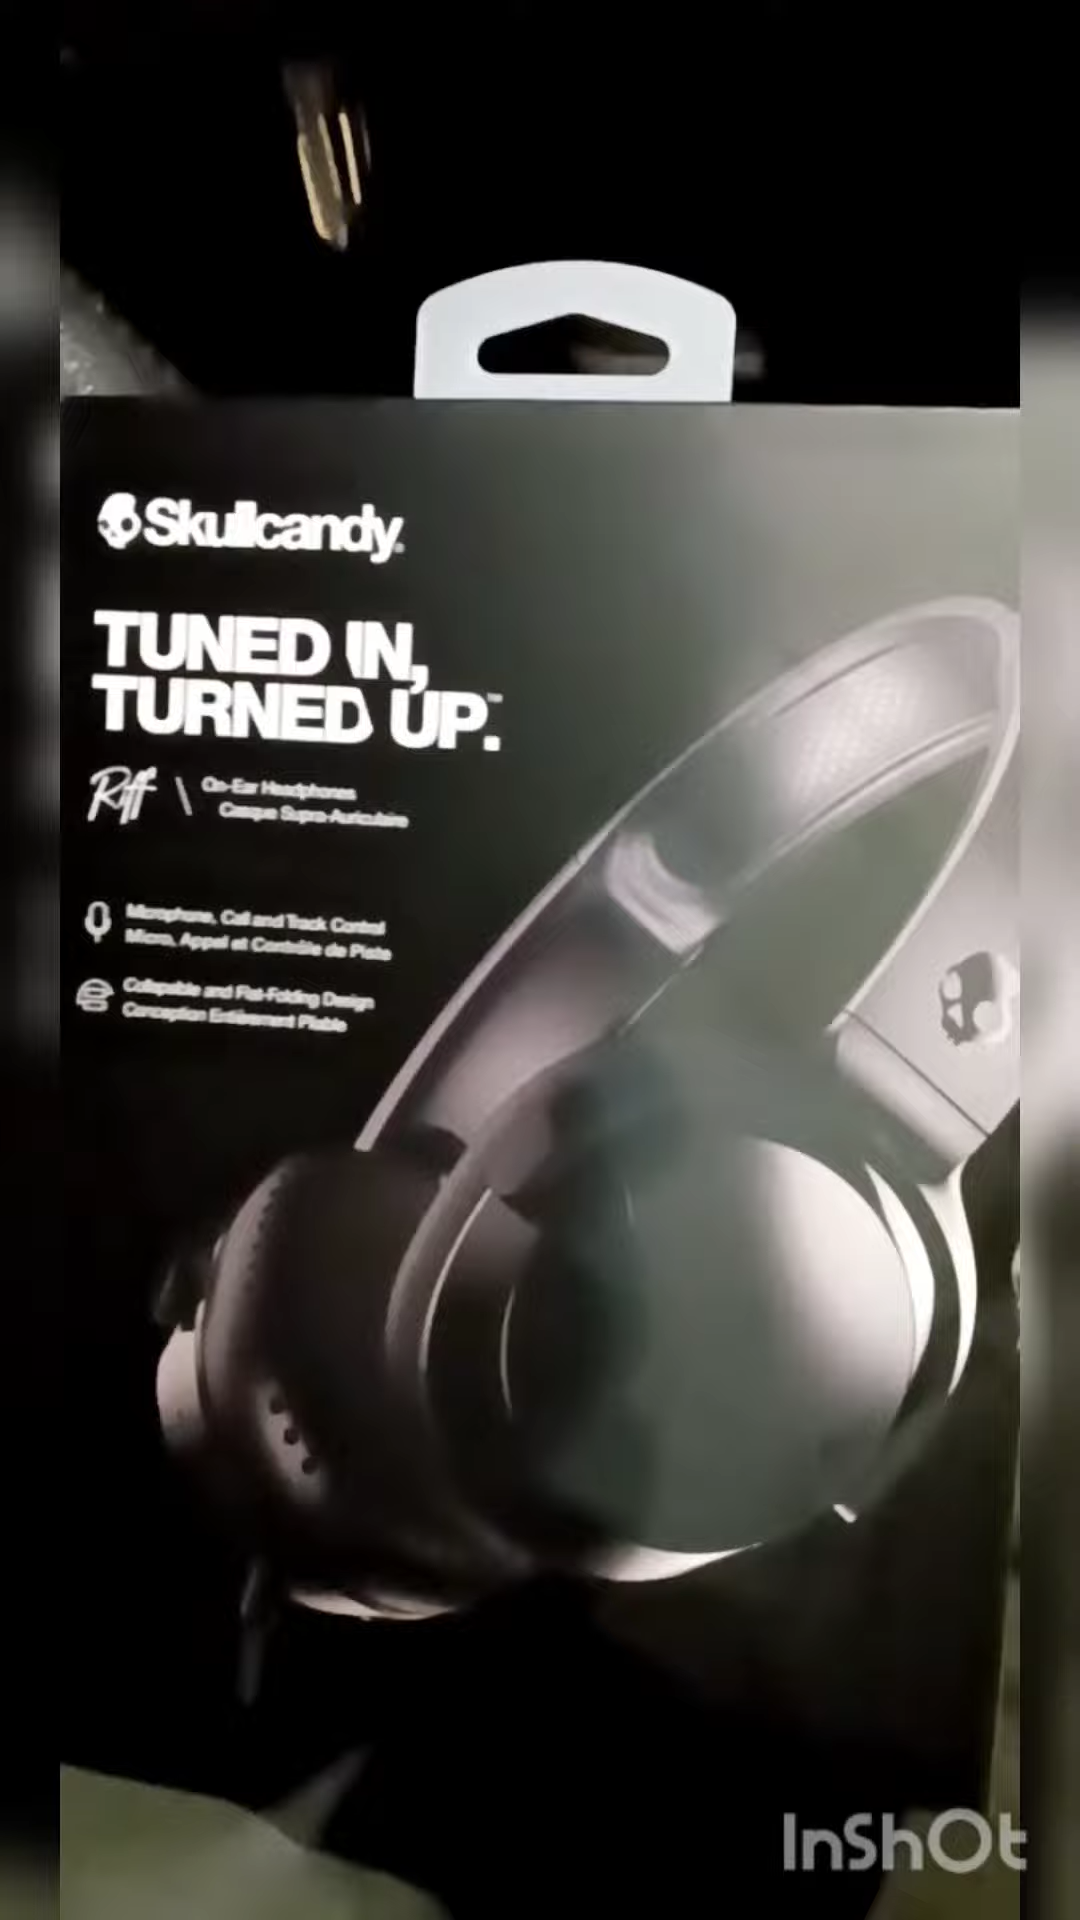 Skullcandy
TUNED IN,
TURNED UP.™
Riff \ On-Ear Headphones
Casque Supra-Auriculaire
Microphone, Call and Track Control
Micro, Appel et Contrôle de Piste
Collapsible and Flat-Folding Design
Conception Entièrement Pliable
InShOt